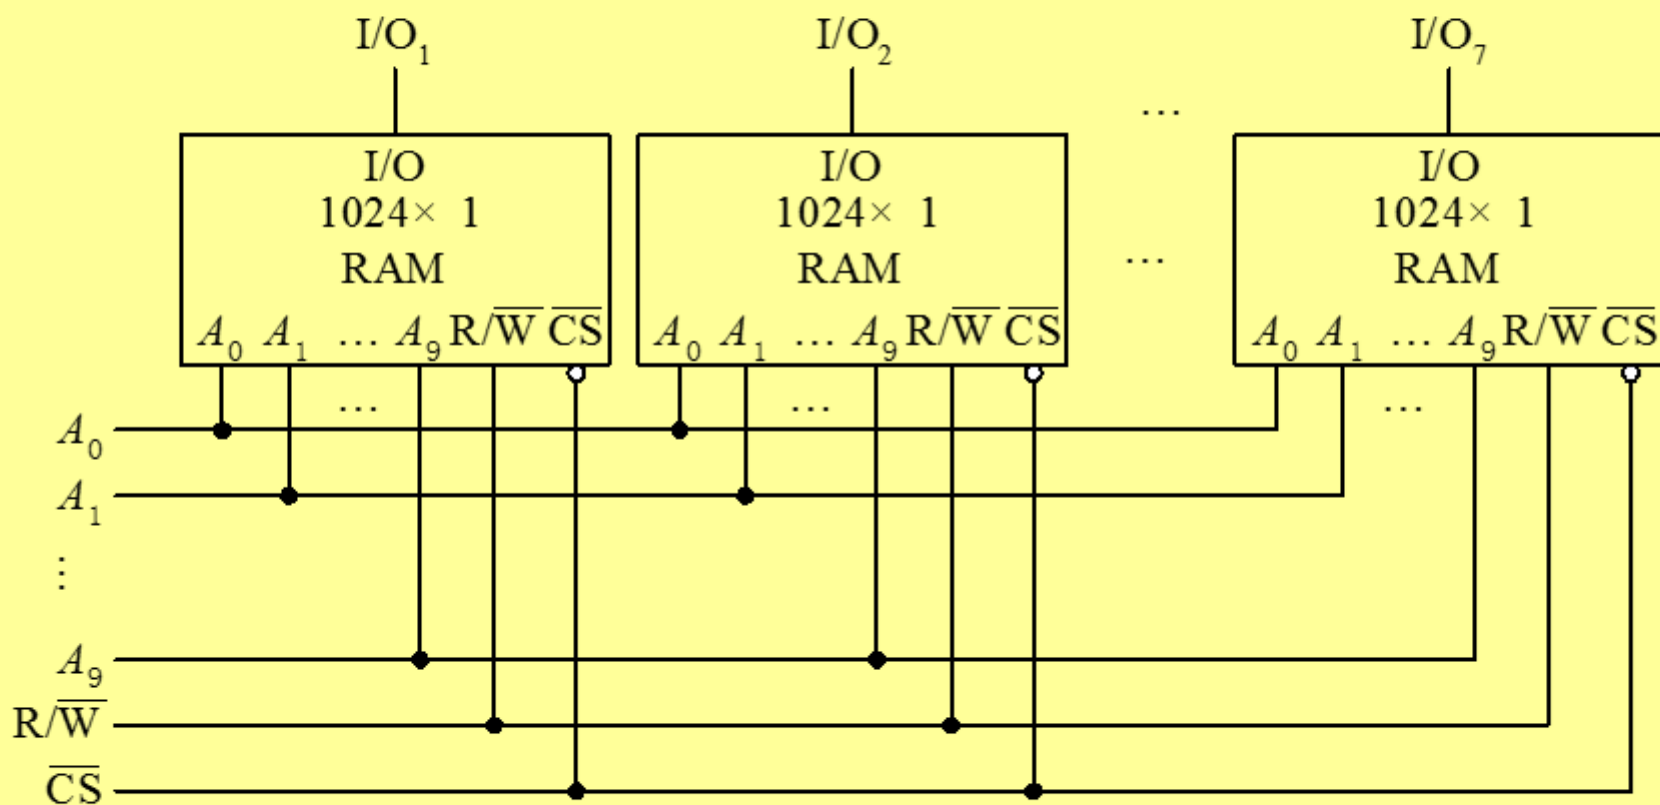 I/O₁ I/O₂ I/O₇
…
I/O I/O I/O
1024× 1 1024× 1 1024× 1
RAM RAM … RAM
A₀ A₁ … A₉ R/W̅ C̅S̅ A₀ A₁ … A₉ R/W̅ C̅S̅ A₀ A₁ … A₉ R/W̅ C̅S̅
… … …
A₀
A₁
⋮
A₉
R/W̅
C̅S̅